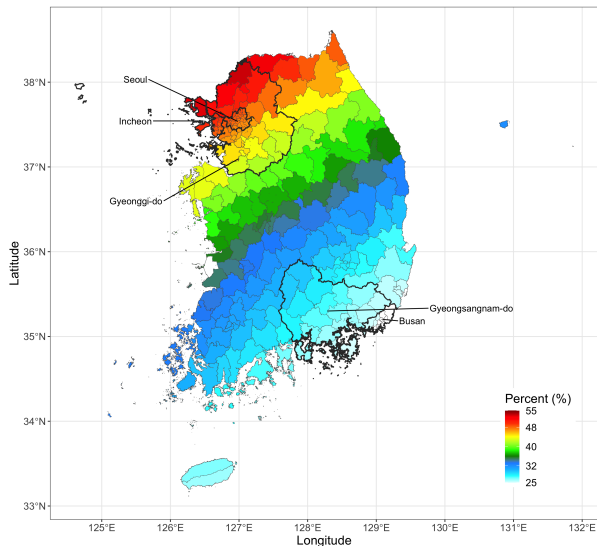 38°N
Seoul
Incheon
37°N
Gyeonggi-do
36°N
Latitude
Gyeongsangnam-do
35°N
Busan
34°N
Percent (%)
55
48
40
32
25
33°N
125°E 126°E 127°E 128°E 129°E 130°E 131°E 132°E
Longitude